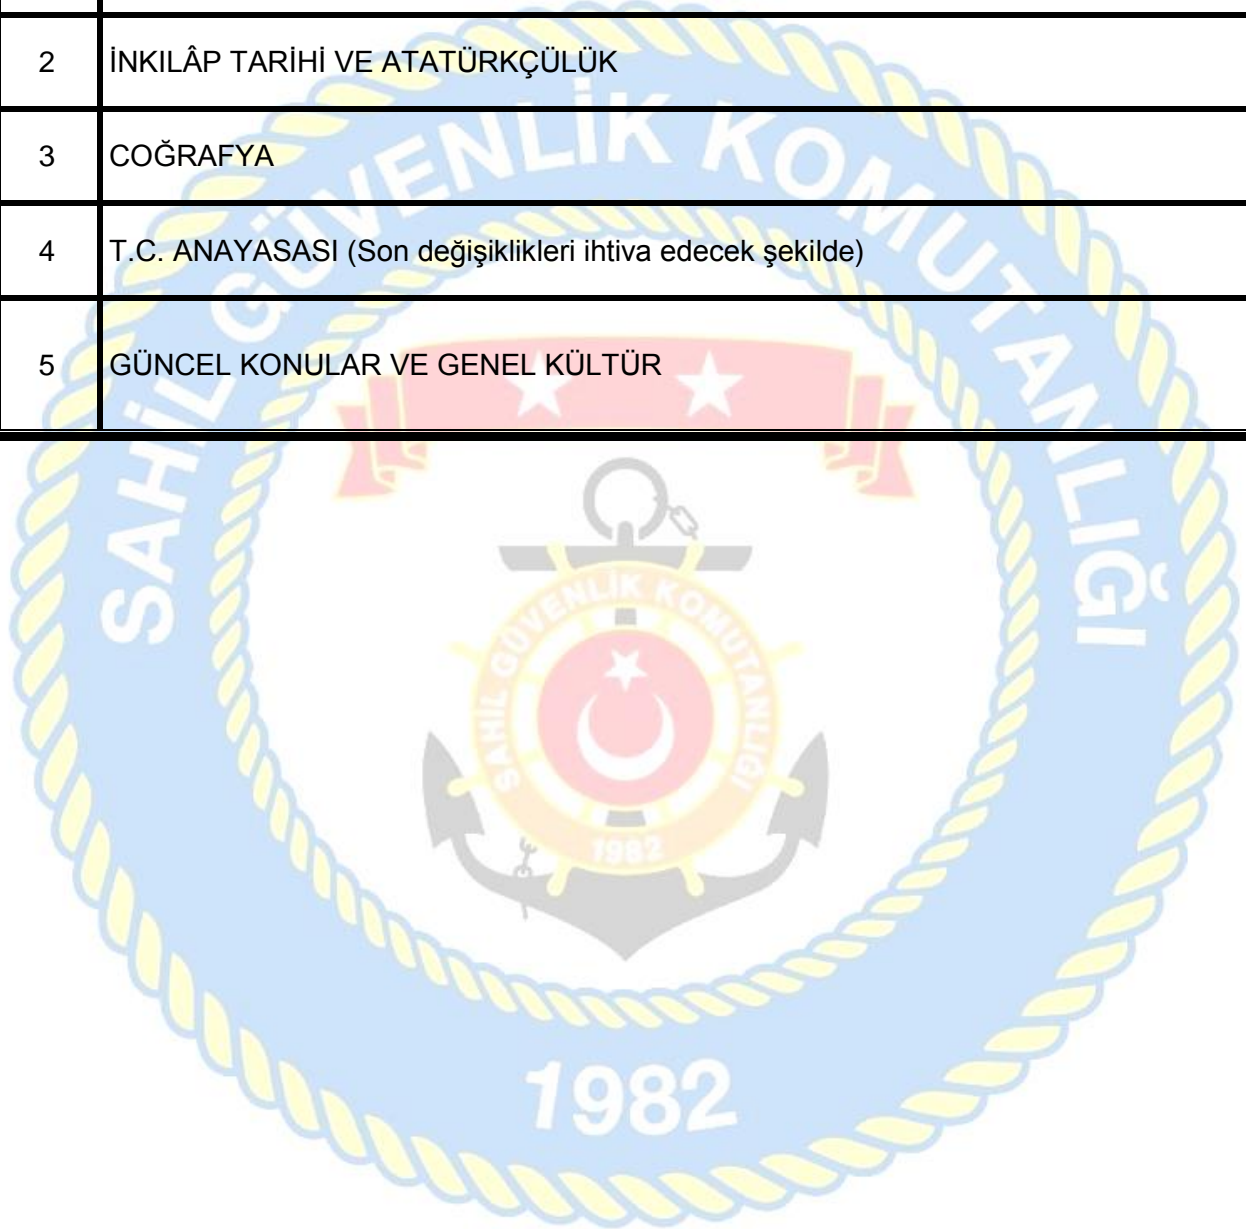 2 İNKILÂP TARİHİ VE ATATÜRKÇÜLÜK
3 COĞRAFYA
4 T.C. ANAYASASI (Son değişiklikleri ihtiva edecek şekilde)
5 GÜNCEL KONULAR VE GENEL KÜLTÜR
SAHİL GÜVENLİK KOMUTANLIĞI
SAHİL GÜVENLİK KOMUTANLIĞI
1982
1982